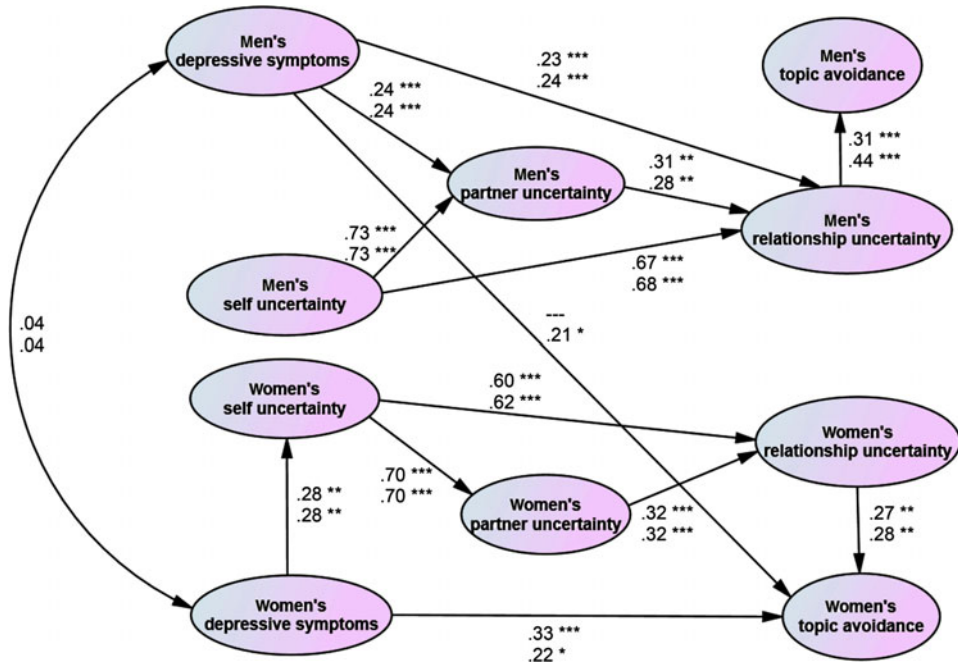 Men's
depressive symptoms
Men's
topic avoidance
.23 ***
.24 ***
.24 ***
.24 ***
.31 ***
.44 ***
Men's
partner uncertainty
.31 **
.28 **
Men's
relationship uncertainty
.73 ***
.73 ***
Men's
self uncertainty
.67 ***
.68 ***
---
.21 *
.04
.04
Women's
self uncertainty
.60 ***
.62 ***
Women's
relationship uncertainty
.70 ***
.70 ***
.28 **
.28 **
Women's
partner uncertainty
.32 ***
.32 ***
.27 **
.28 **
Women's
depressive symptoms
Women's
topic avoidance
.33 ***
.22 *